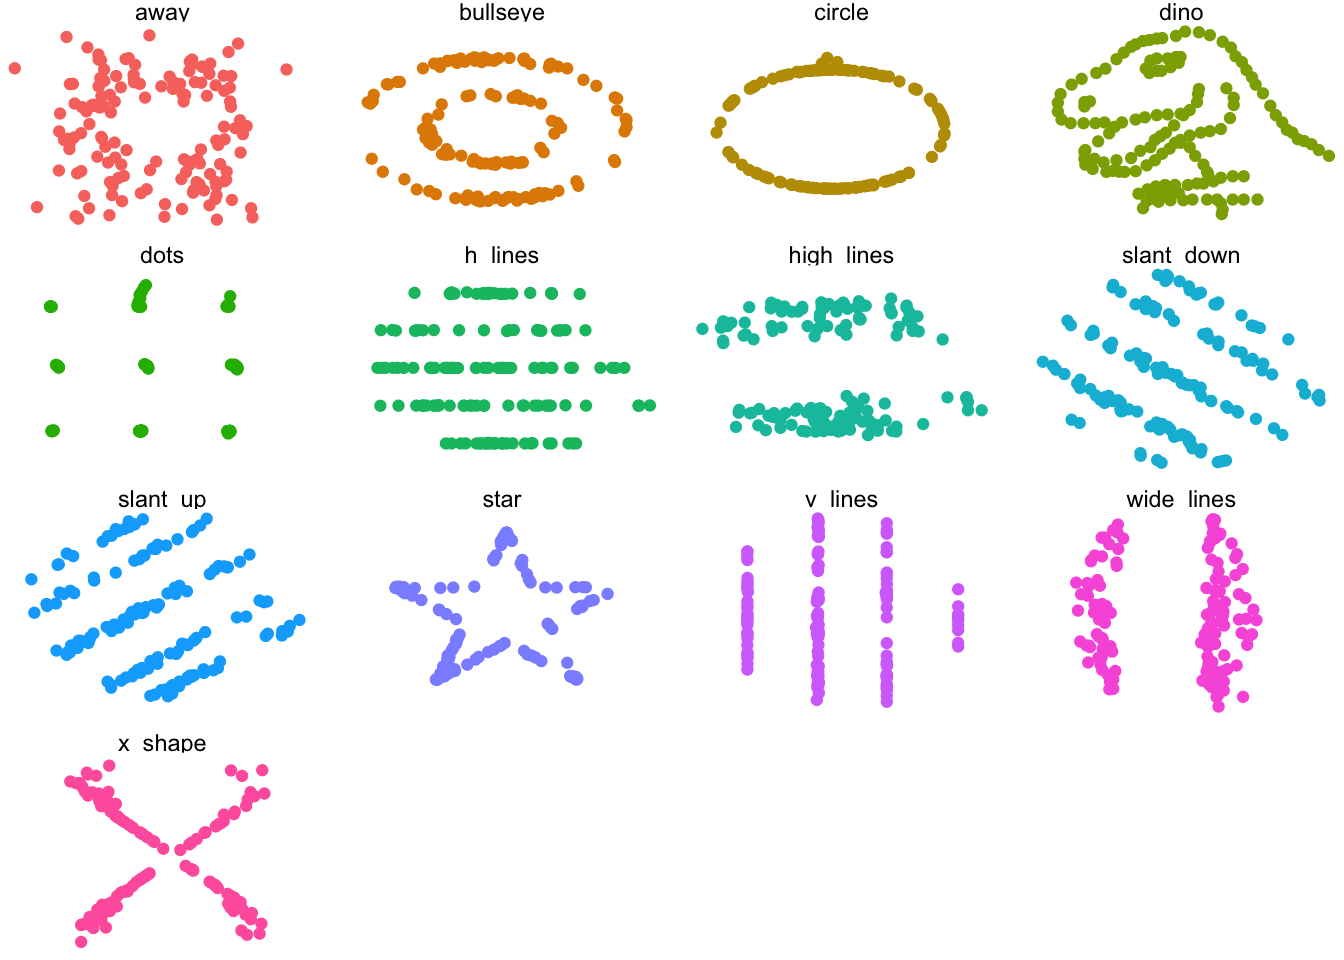 away
bullseye
circle
dino
dots
h_lines
high_lines
slant_down
slant_up
star
v_lines
wide_lines
x_shape